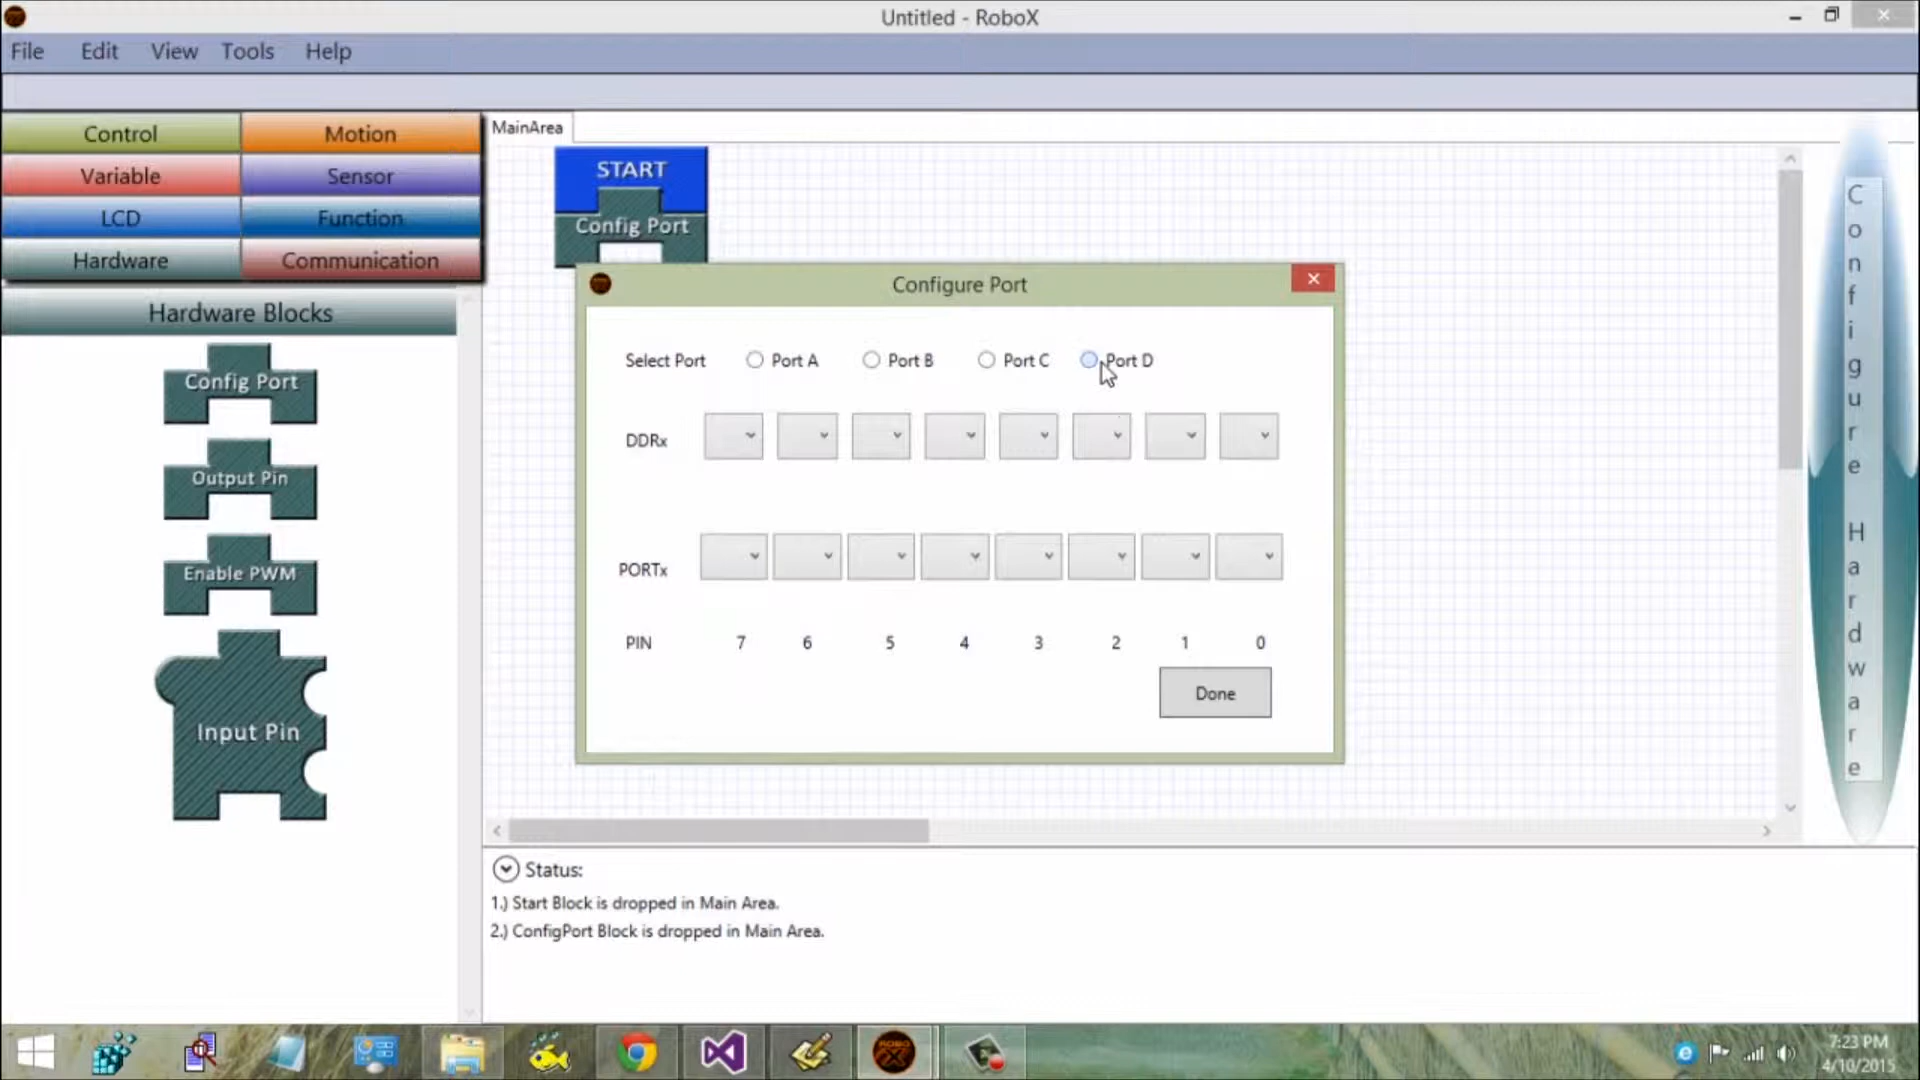 Untitled - RoboX
File Edit View Tools Help
Control Motion
Variable Sensor
LCD Function
Hardware Communication
Hardware Blocks
Config Port
Output Pin
Enable PWM
Input Pin
MainArea
START
Config Port
Configure Port
Select Port Port A Port B Port C Port D
DDRx
PORTx
PIN 7 6 5 4 3 2 1 0
Done
Status:
1.) Start Block is dropped in Main Area.
2.) ConfigPort Block is dropped in Main Area.
Configure Hardware
7:23 PM
4/10/2015